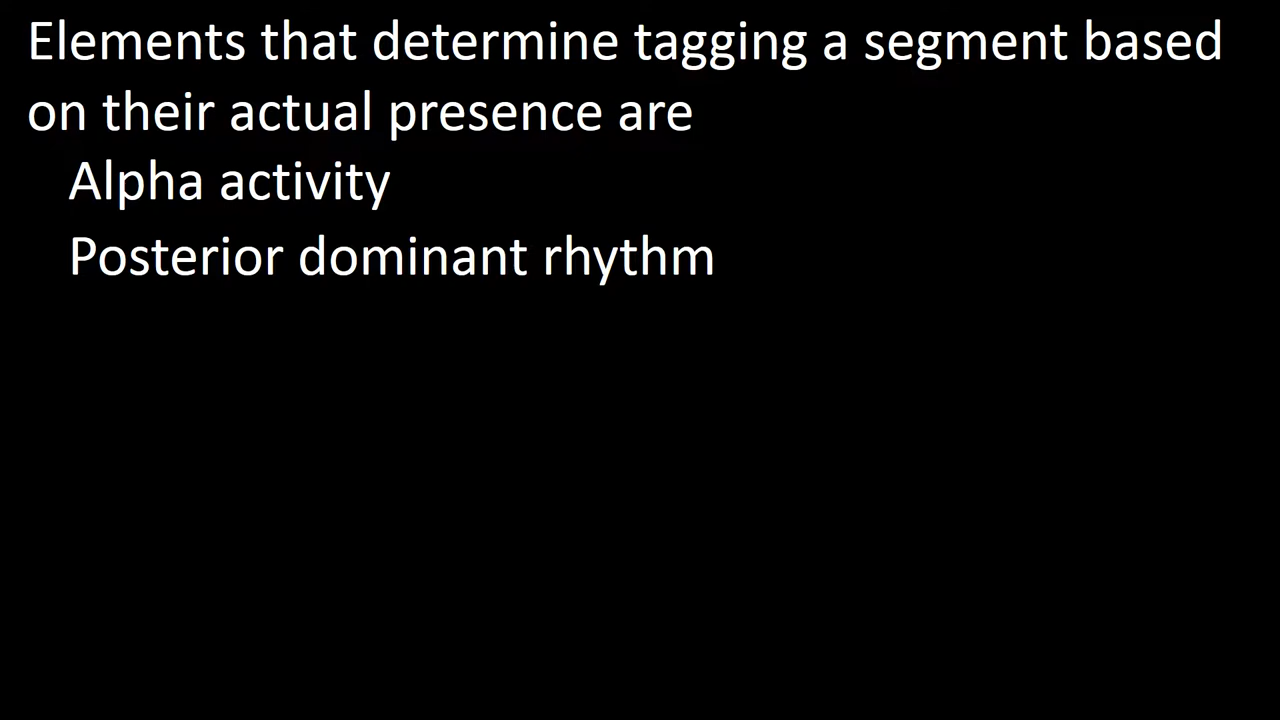 Elements that determine tagging a segment based
on their actual presence are
Alpha activity
Posterior dominant rhythm